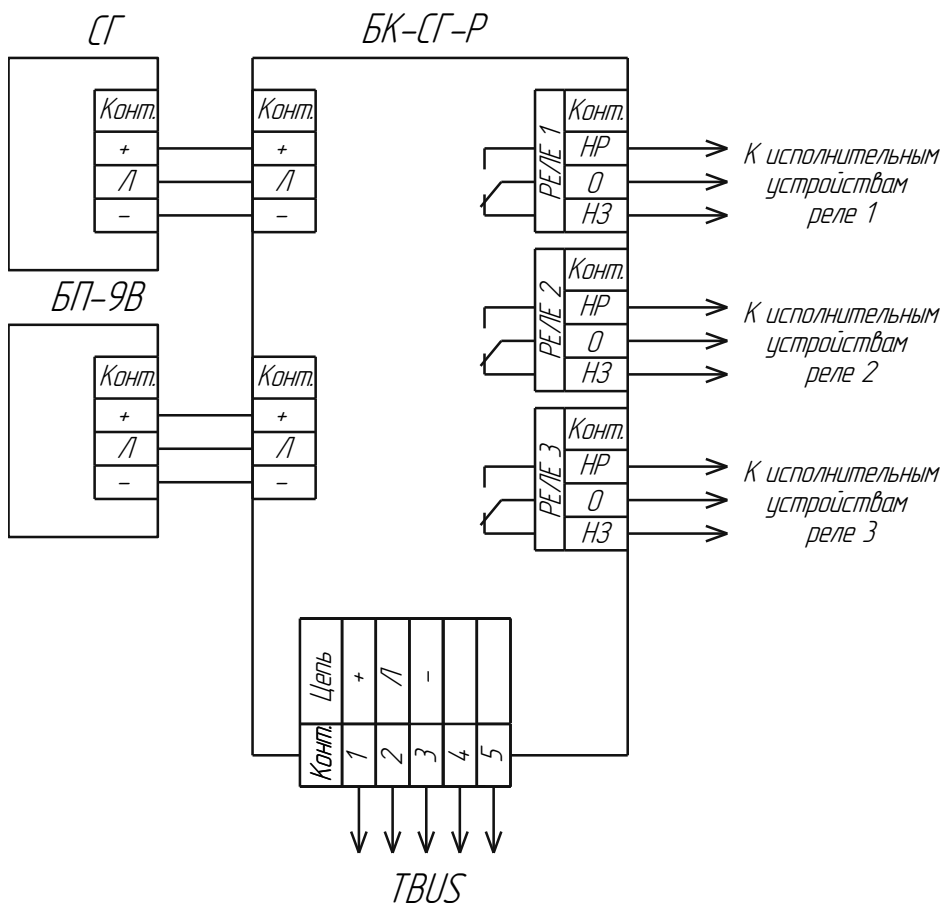 СГ
БК-СГ-Р
Конт.
+
Л
-
Конт.
+
Л
-
РЕЛЕ 1
Конт.
НР
О
НЗ
К исполнительным
устройствам
реле 1
БП-9В
Конт.
+
Л
-
Конт.
+
Л
-
РЕЛЕ 2
Конт.
НР
О
НЗ
К исполнительным
устройствам
реле 2
РЕЛЕ 3
Конт.
НР
О
НЗ
К исполнительным
устройствам
реле 3
Цепь + Л -
Конт. 1 2 3 4 5
TBUS